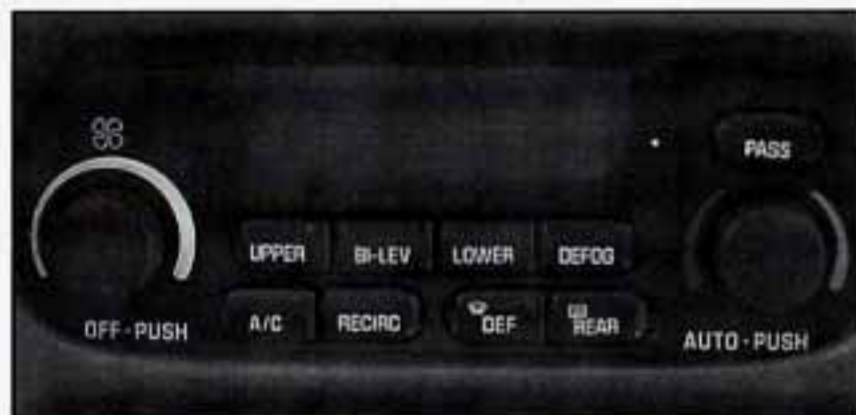 PASS
UPPER BI-LEV LOWER DEFOG
A/C RECIRC DEF REAR
OFF·PUSH
AUTO·PUSH